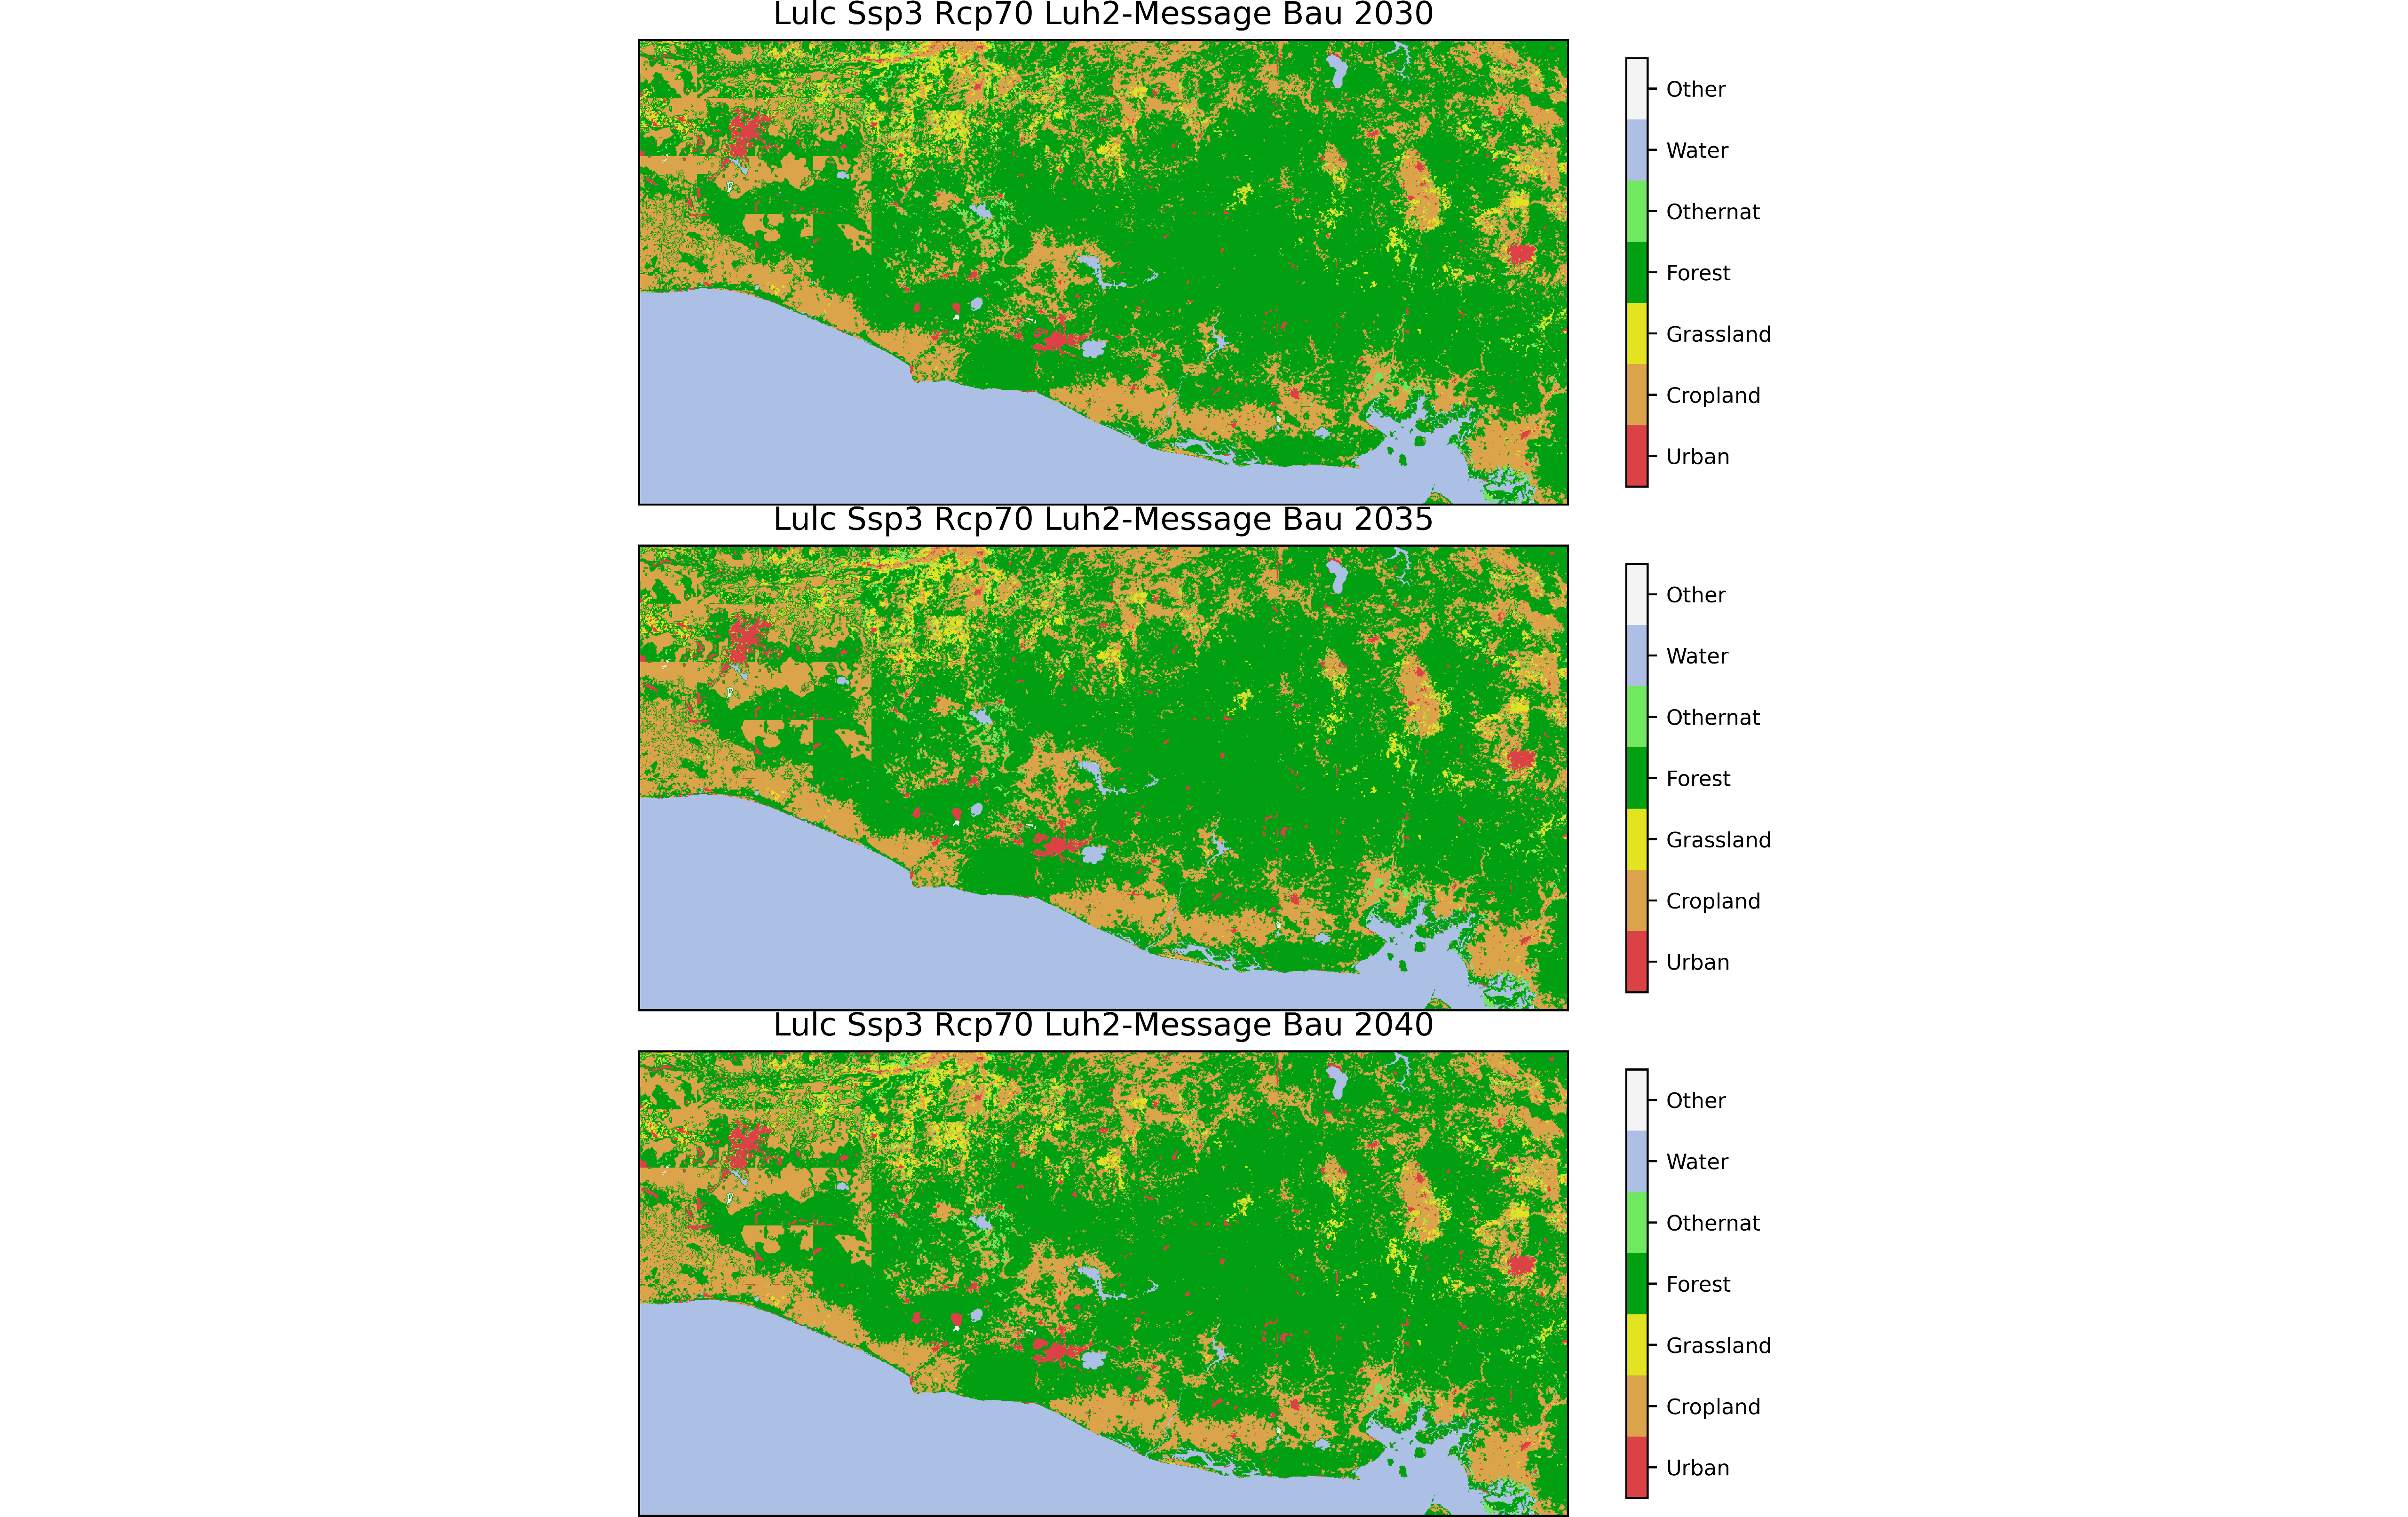 Lulc Ssp3 Rcp70 Luh2-Message Bau 2030
Other
Water
Othernat
Forest
Grassland
Cropland
Urban
Lulc Ssp3 Rcp70 Luh2-Message Bau 2035
Other
Water
Othernat
Forest
Grassland
Cropland
Urban
Lulc Ssp3 Rcp70 Luh2-Message Bau 2040
Other
Water
Othernat
Forest
Grassland
Cropland
Urban